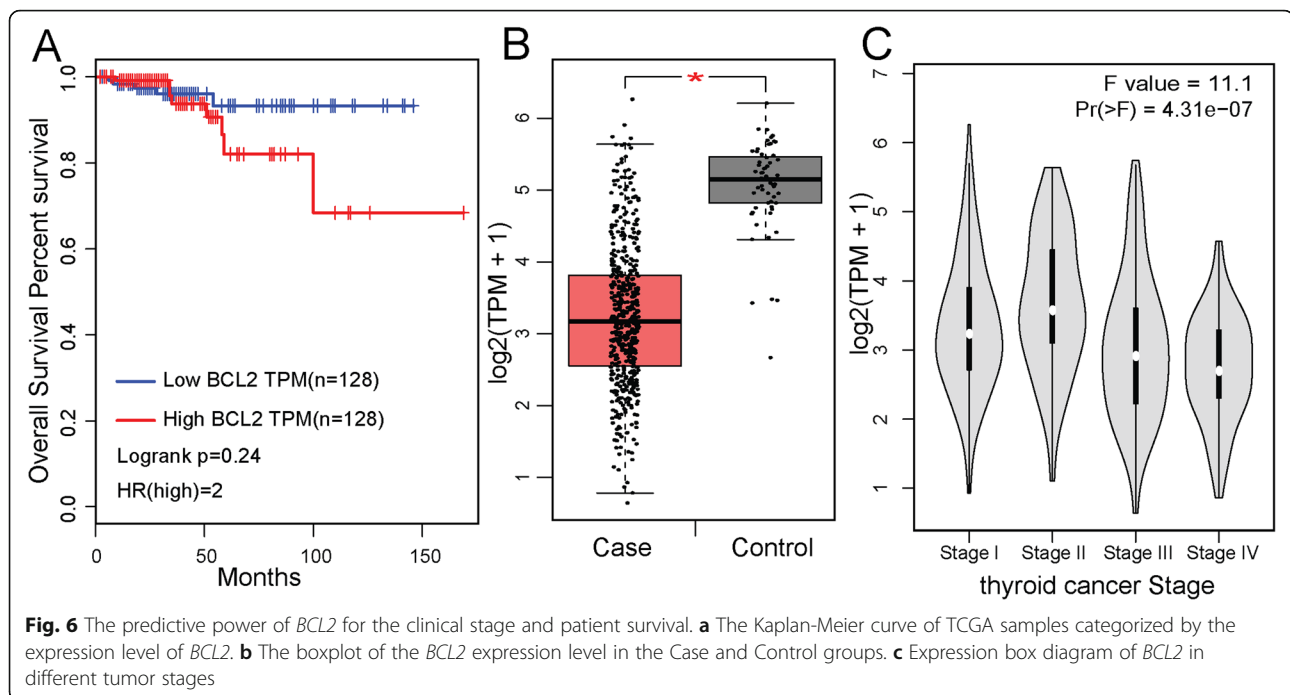 A
Overall Survival Percent survival
1.0
0.8
0.6
0.4
0.2
0.0
Low BCL2 TPM(n=128)
High BCL2 TPM(n=128)
Logrank p=0.24
HR(high)=2
0 50 100 150
Months
B
*
log2(TPM + 1)
6
5
4
3
2
1
Case Control
C
F value = 11.1
Pr(>F) = 4.31e−07
log2(TPM + 1)
7
6
5
4
3
2
1
Stage I Stage II Stage III Stage IV
thyroid cancer Stage
Fig. 6 The predictive power of BCL2 for the clinical stage and patient survival. a The Kaplan-Meier curve of TCGA samples categorized by the
expression level of BCL2. b The boxplot of the BCL2 expression level in the Case and Control groups. c Expression box diagram of BCL2 in
different tumor stages